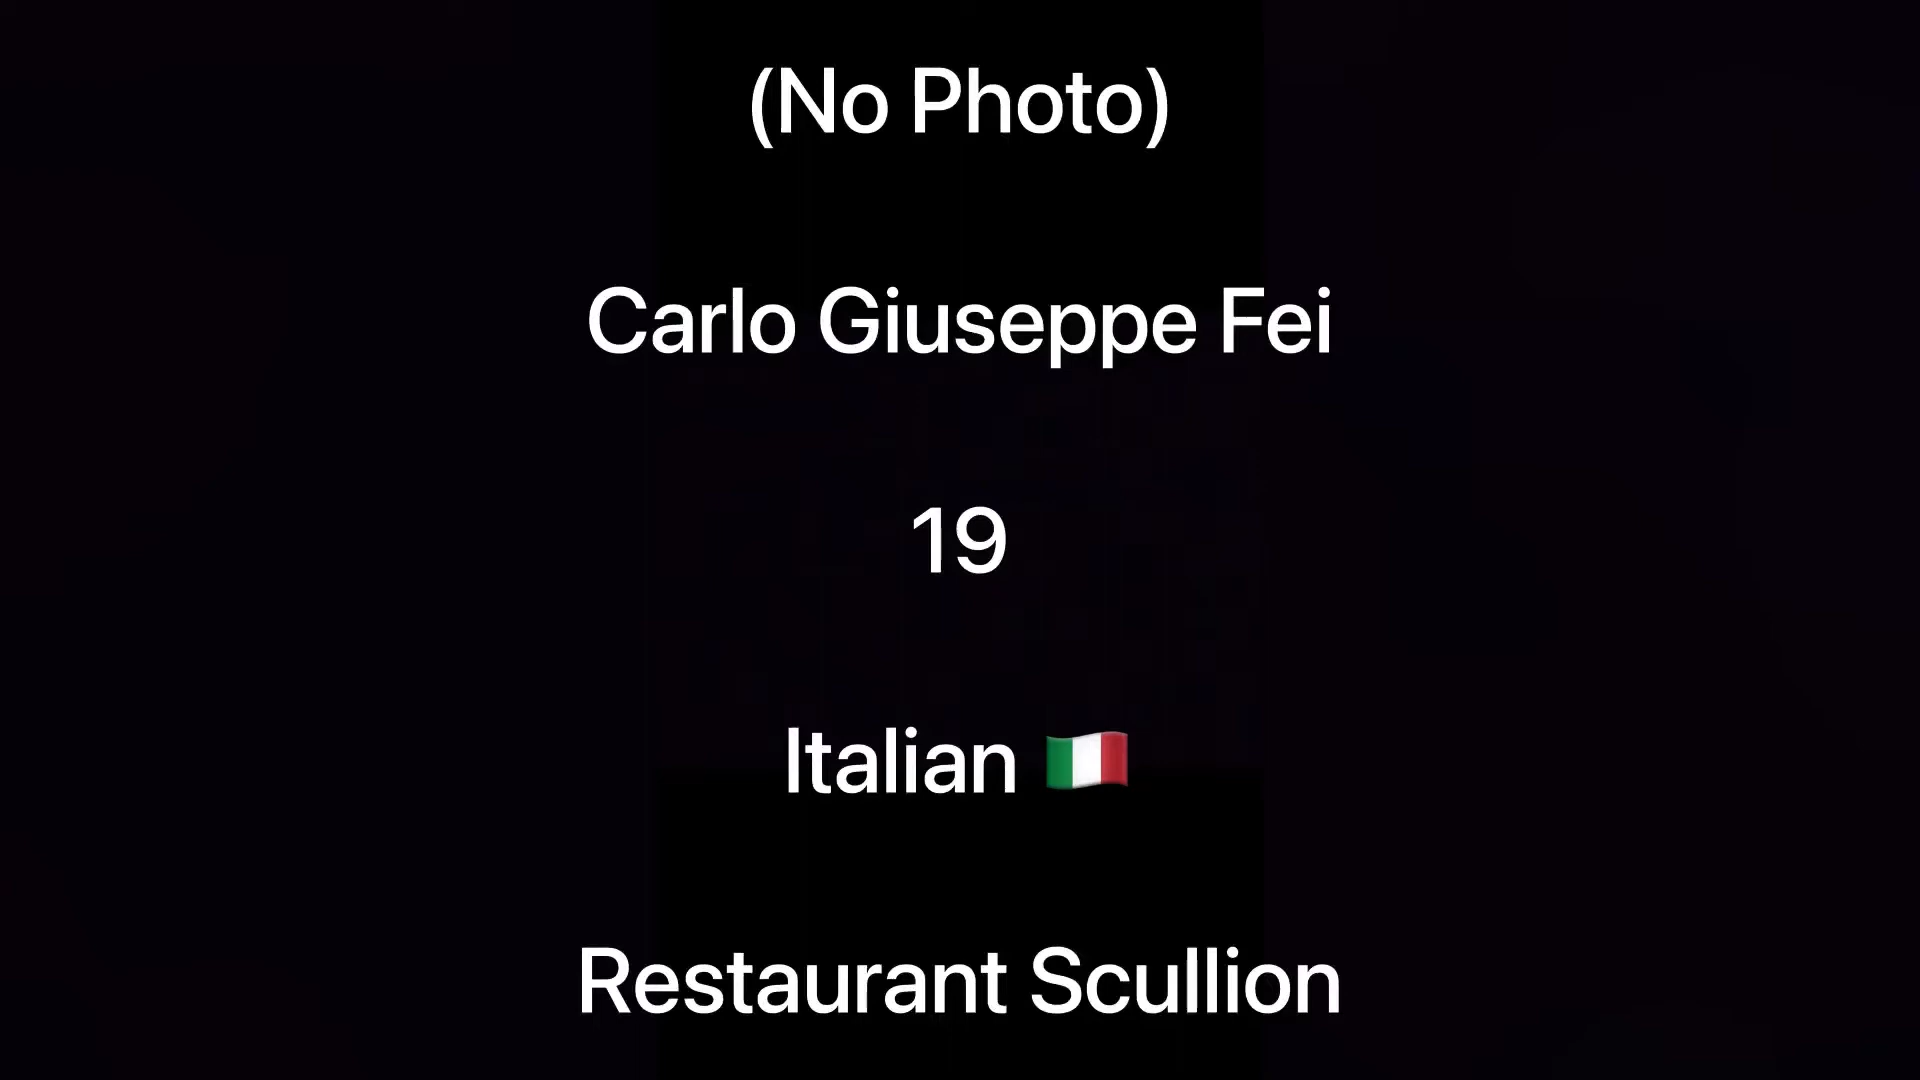 (No Photo)
Carlo Giuseppe Fei
19
Italian 🇮🇹
Restaurant Scullion